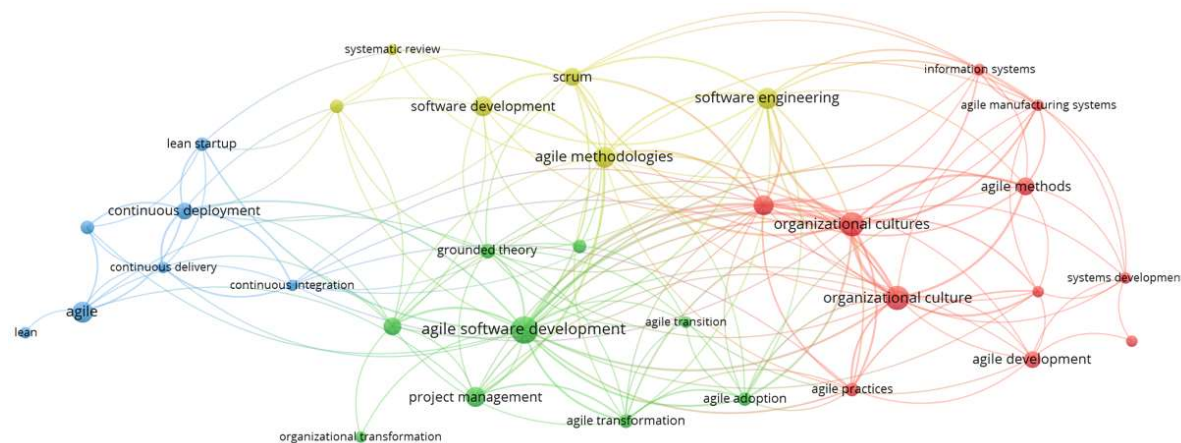 systematic review
scrum
information systems
software development
software engineering
agile manufacturing systems
lean startup
agile methodologies
agile methods
continuous deployment
organizational cultures
grounded theory
continuous delivery
continuous integration
systems developmen
organizational culture
agile
lean
agile software development
agile transition
agile development
project management
agile practices
agile adoption
agile transformation
organizational transformation